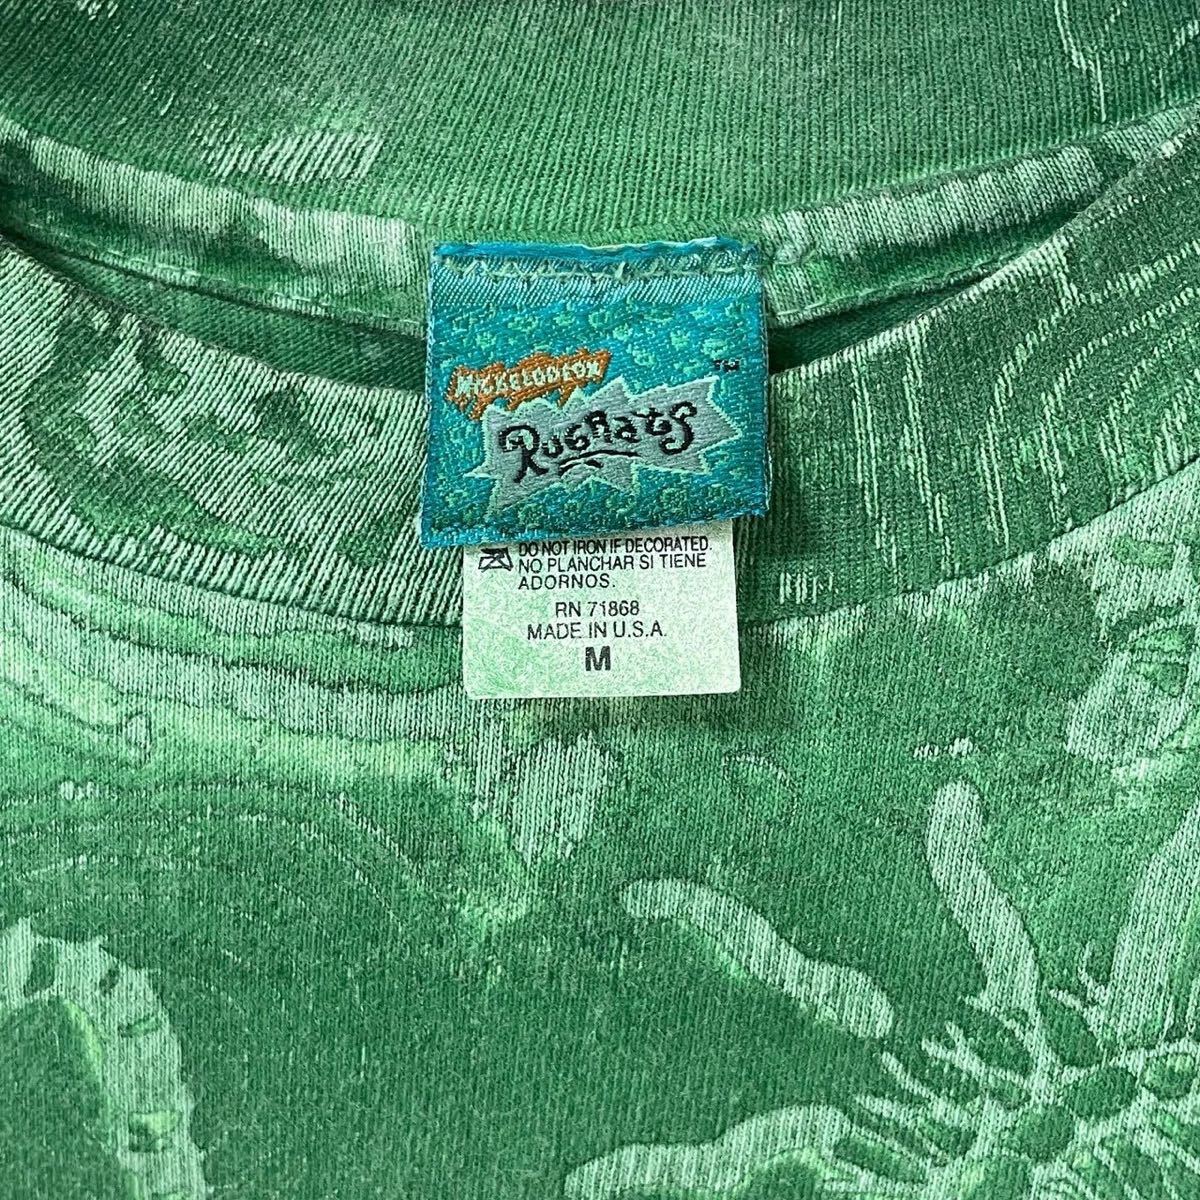 NICKELODEON
TM
RUGRATS
DO NOT IRON IF DECORATED.
NO PLANCHAR SI TIENE
ADORNOS.
RN 71868
MADE IN U.S.A.
M